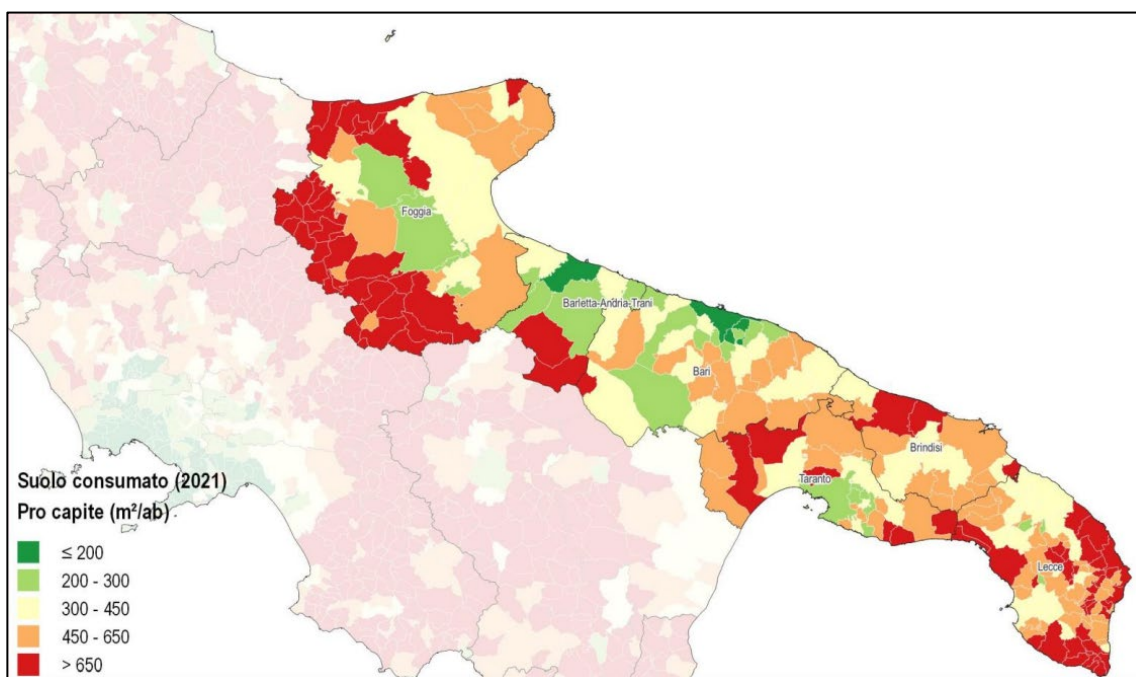 Foggia
Barletta-Andria-Trani
Bari
Brindisi
Taranto
Lecce
Suolo consumato (2021)
Pro capite (m²/ab)
≤ 200
200 - 300
300 - 450
450 - 650
> 650